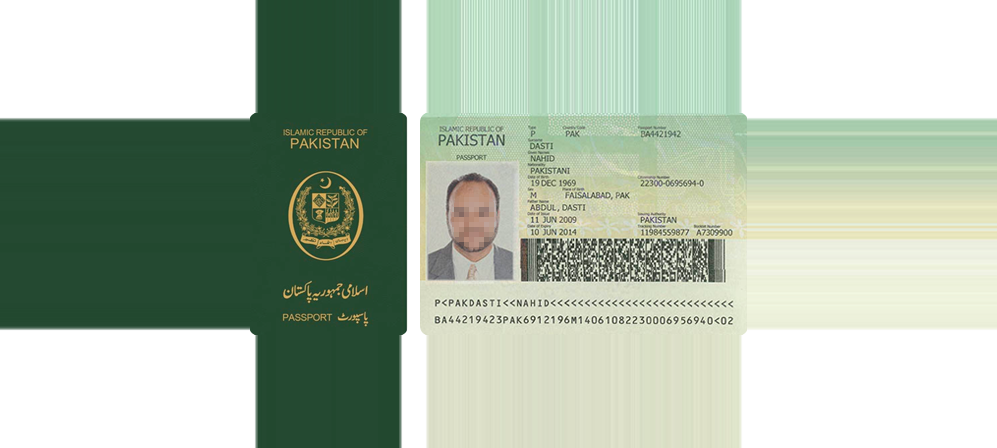 ISLAMIC REPUBLIC OF
PAKISTAN
اسلامی جمہوریہ پاکستان
PASSPORT پاسپورٹ
ISLAMIC REPUBLIC OF
PAKISTAN
PASSPORT
Type Country Code Passport Number
P PAK BA4421942
Surname
DASTI
Given Names
NAHID
Nationality
PAKISTANI
Date of Birth Citizenship Number
19 DEC 1969 22300-0695694-0
Sex Place of Birth
M FAISALABAD, PAK
Father Name
ABDUL, DASTI
Date of Issue Issuing Authority
11 JUN 2009 PAKISTAN
Date of Expiry Tracking Number Booklet Number
10 JUN 2014 11984559877 A7309900
P<PAKDASTI<<NAHID<<<<<<<<<<<<<<<<<<<<<<<<<<<
BA44219423PAK6912196M14061082230006956940<02